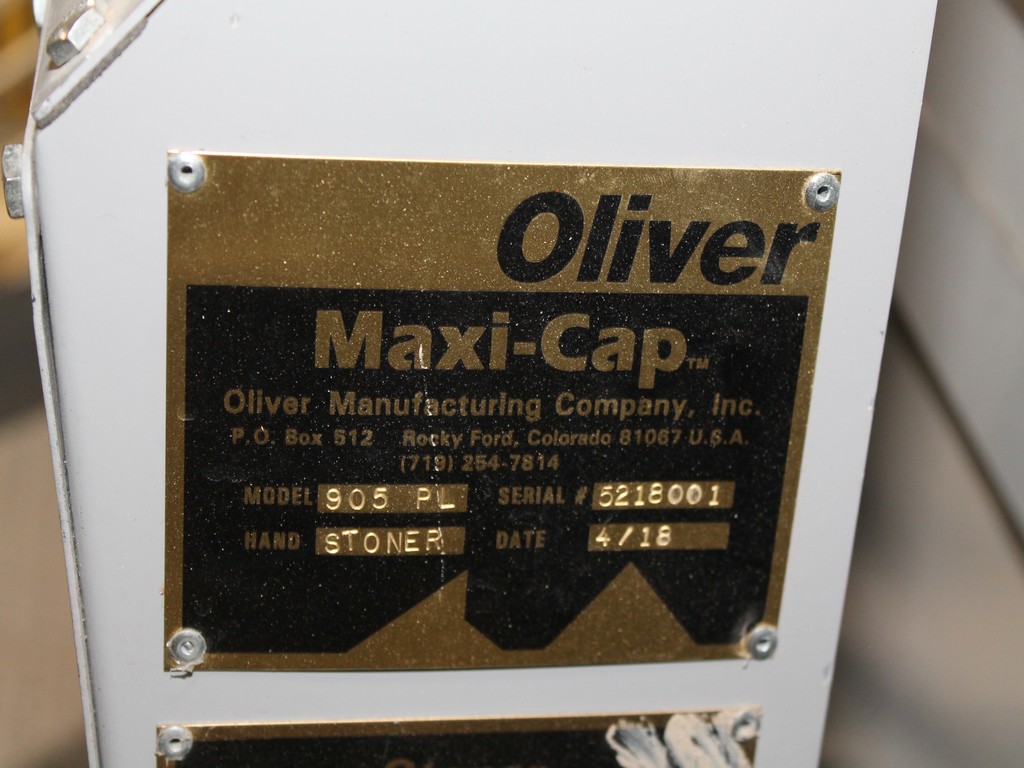 Oliver
Maxi-Cap™
Oliver Manufacturing Company, Inc.
P.O. Box 512 Rocky Ford, Colorado 81067 U.S.A.
(719) 254-7814
MODEL 905 PL SERIAL # 5218001
HAND STONER DATE 4/18